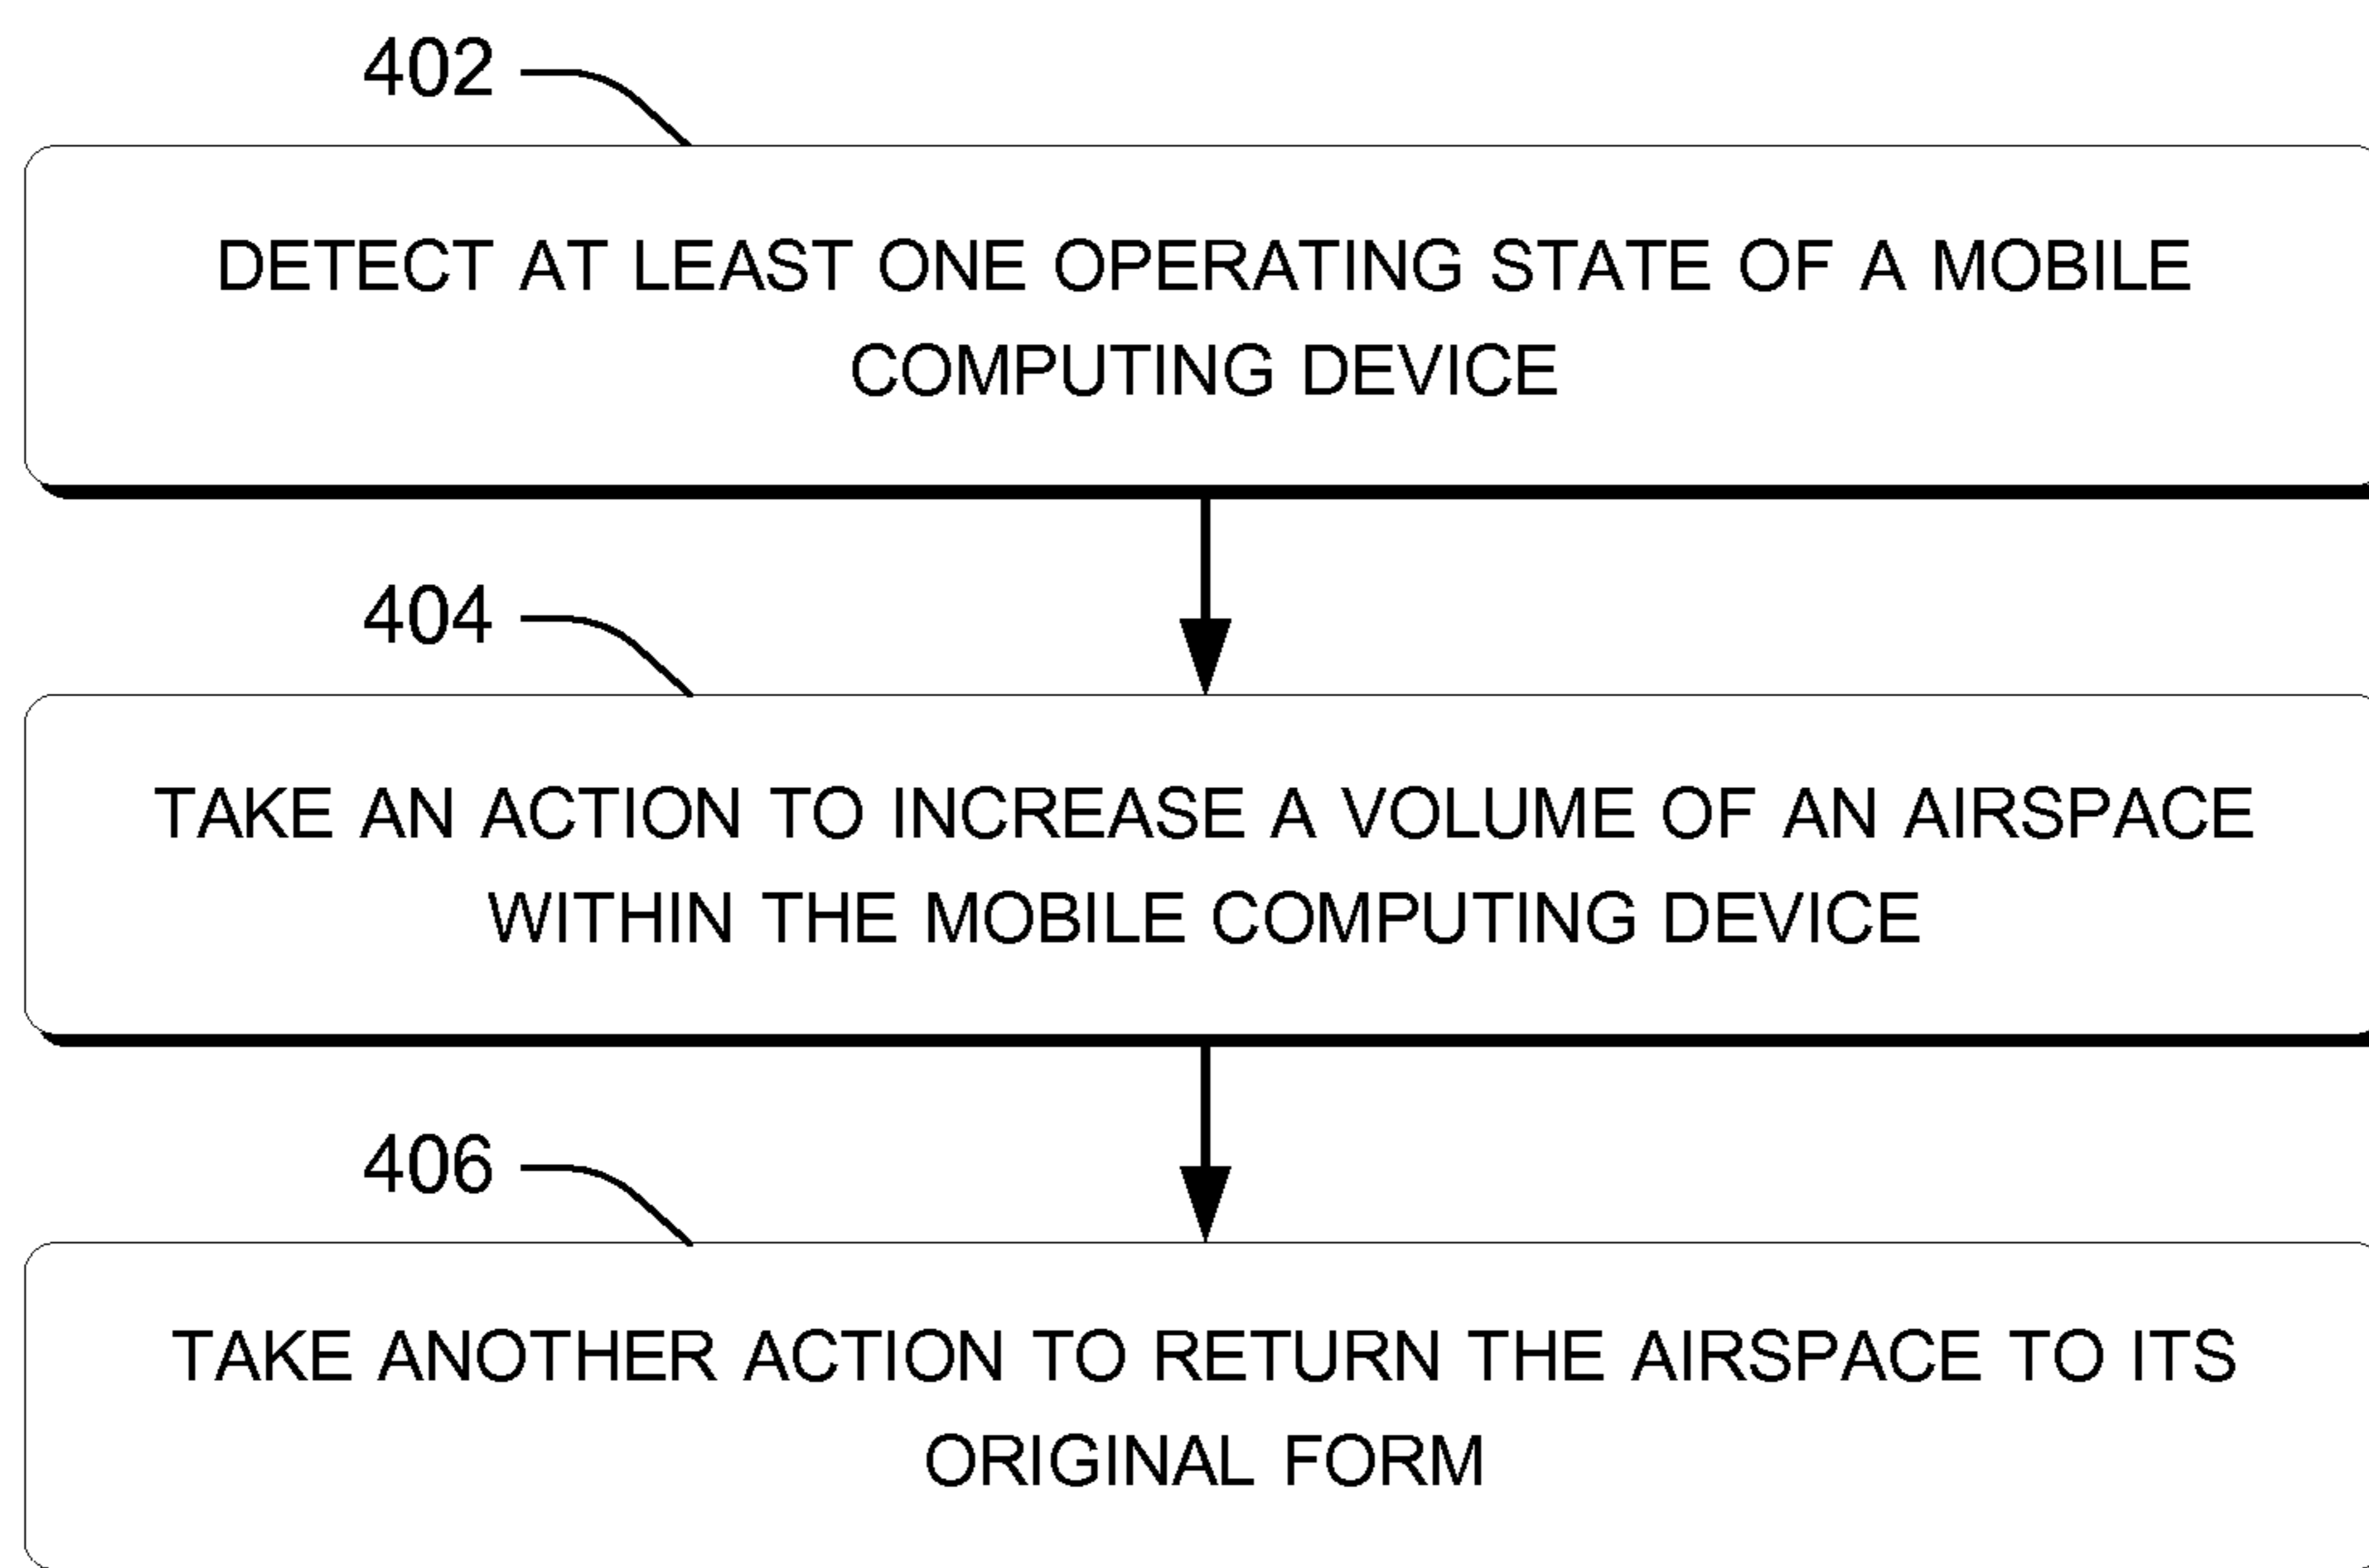 402
DETECT AT LEAST ONE OPERATING STATE OF A MOBILE
COMPUTING DEVICE
404
TAKE AN ACTION TO INCREASE A VOLUME OF AN AIRSPACE
WITHIN THE MOBILE COMPUTING DEVICE
406
TAKE ANOTHER ACTION TO RETURN THE AIRSPACE TO ITS
ORIGINAL FORM